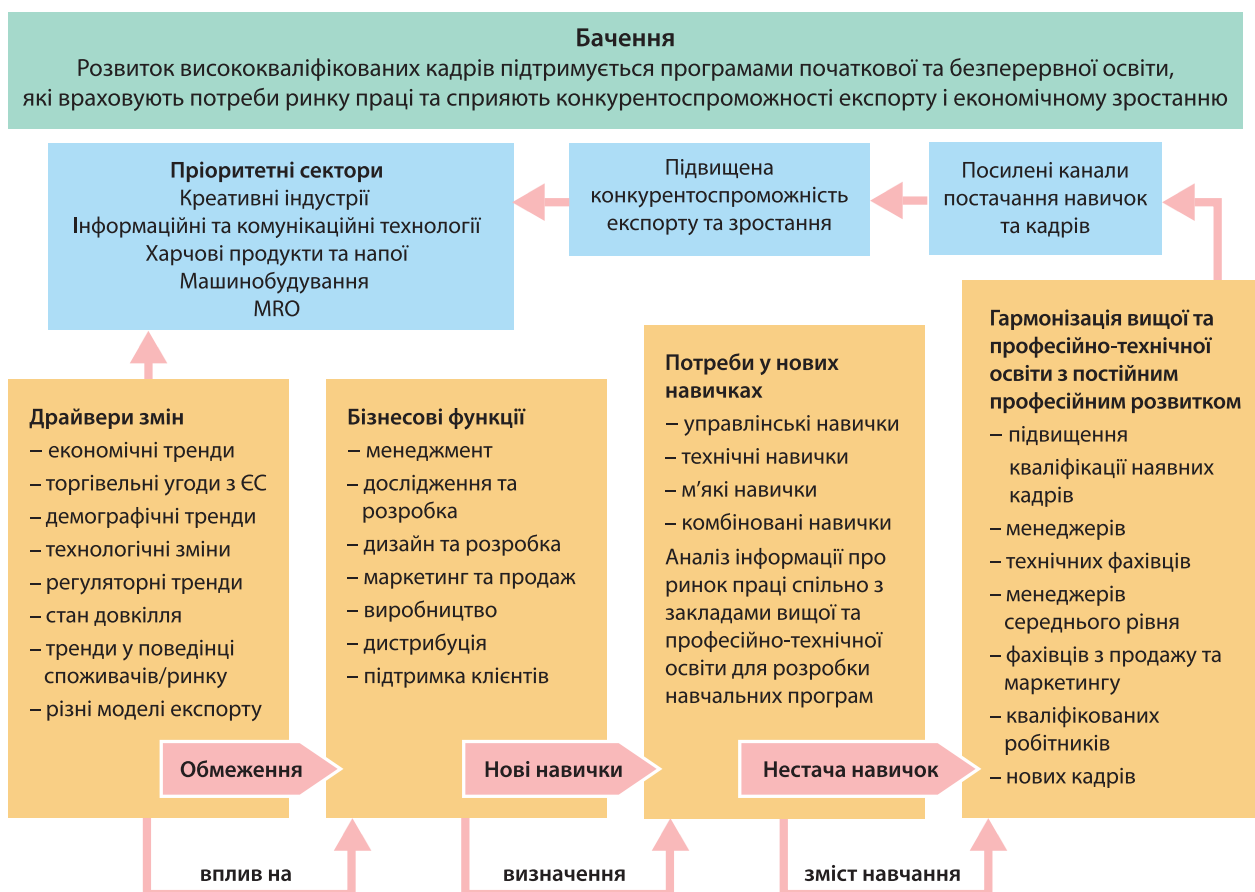 Бачення
Розвиток висококваліфікованих кадрів підтримується програмами початкової та безперервної освіти,
які враховують потреби ринку праці та сприяють конкурентоспроможності експорту і економічному зростанню
Пріоритетні сектори
Креативні індустрії
Інформаційні та комунікаційні технології
Харчові продукти та напої
Машинобудування
MRO
Підвищена
конкурентоспроможність
експорту та зростання
Посилені канали
постачання навичок
та кадрів
Драйвери змін
– економічні тренди
– торгівельні угоди з ЄС
– демографічні тренди
– технологічні зміни
– регуляторні тренди
– стан довкілля
– тренди у поведінці
споживачів/ринку
– різні моделі експорту
Обмеження
Бізнесові функції
– менеджмент
– дослідження та
розробка
– дизайн та розробка
– маркетинг та продаж
– виробництво
– дистрибуція
– підтримка клієнтів
Нові навички
Потреби у нових
навичках
– управлінські навички
– технічні навички
– м'які навички
– комбіновані навички
Аналіз інформації про
ринок праці спільно з
закладами вищої та
професійно-технічної
освіти для розробки
навчальних програм
Нестача навичок
Гармонізація вищої та
професійно-технічної
освіти з постійним
професійним розвитком
– підвищення
кваліфікації наявних
кадрів
– менеджерів
– технічних фахівців
– менеджерів
середнього рівня
– фахівців з продажу та
маркетингу
– кваліфікованих
робітників
– нових кадрів
вплив на
визначення
зміст навчання